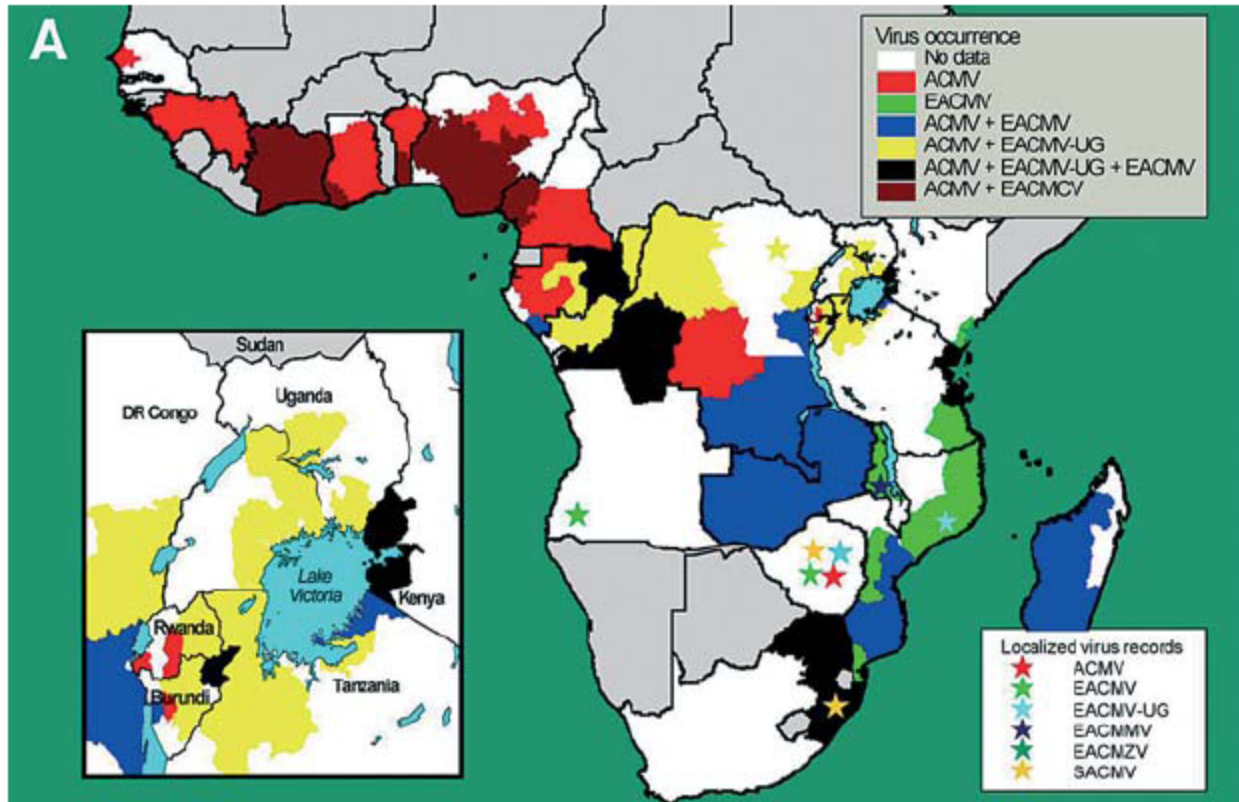 A
Virus occurrence
No data
ACMV
EACMV
ACMV + EACMV
ACMV + EACMV-UG
ACMV + EACMV-UG + EACMV
ACMV + EACMCV
Sudan
Uganda
DR Congo
Lake
Victoria
Kenya
Rwanda
Tanzania
Burundi
Localized virus records
ACMV
EACMV
EACMV-UG
EACMMV
EACMZV
SACMV